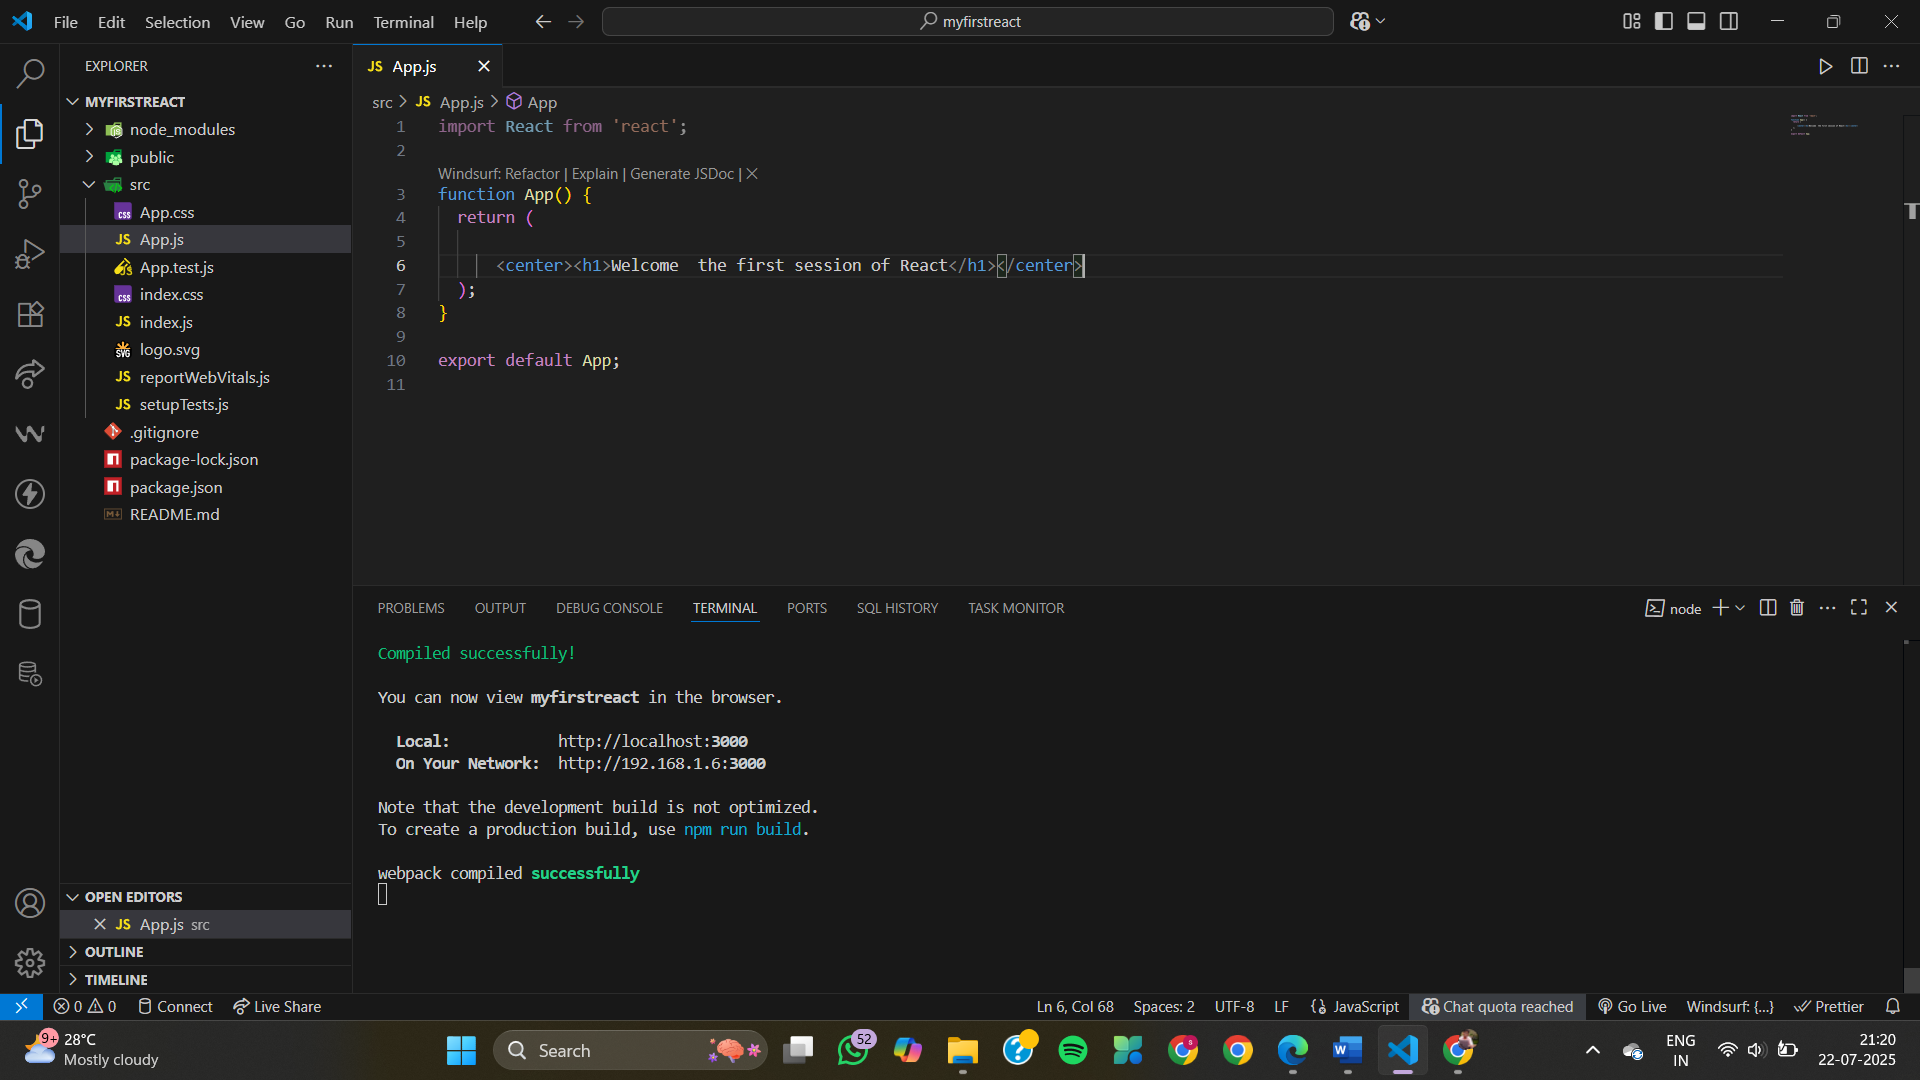 File Edit Selection View Go Run Terminal Help
myfirstreact
EXPLORER
MYFIRSTREACT
node_modules
public
src
App.css
JS App.js
App.test.js
index.css
JS index.js
logo.svg
JS reportWebVitals.js
JS setupTests.js
.gitignore
package-lock.json
package.json
README.md
OPEN EDITORS
JS App.js src
OUTLINE
TIMELINE
JS App.js
src > JS App.js > App
1 import React from 'react';
2
Windsurf: Refactor | Explain | Generate JSDoc | X
3 function App() {
4 return (
5
6 <center><h1>Welcome  the first session of React</h1></center>
7 );
8 }
9
10 export default App;
11
PROBLEMS OUTPUT DEBUG CONSOLE TERMINAL PORTS SQL HISTORY TASK MONITOR
node
Compiled successfully!
You can now view myfirstreact in the browser.
Local: http://localhost:3000
On Your Network: http://192.168.1.6:3000
Note that the development build is not optimized.
To create a production build, use npm run build.
webpack compiled successfully
0 0 Connect Live Share
Ln 6, Col 68 Spaces: 2 UTF-8 LF {} JavaScript Chat quota reached Go Live Windsurf: {...} Prettier
9+ 28°C
Mostly cloudy
Search
52
8
ENG
IN
21:20
22-07-2025